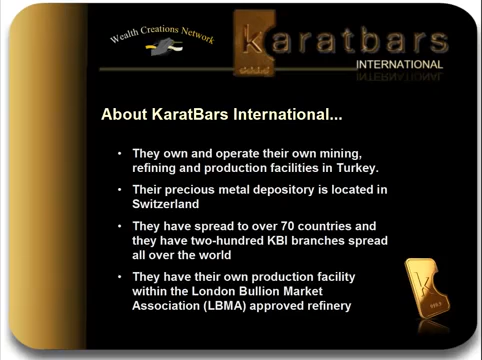 Wealth Creations Network
karatbars
INTERNATIONAL
About KaratBars International...
• They own and operate their own mining,
refining and production facilities in Turkey.
• Their precious metal depository is located in
Switzerland
• They have spread to over 70 countries and
they have two-hundred KBI branches spread
all over the world
• They have their own production facility
within the London Bullion Market
Association (LBMA) approved refinery